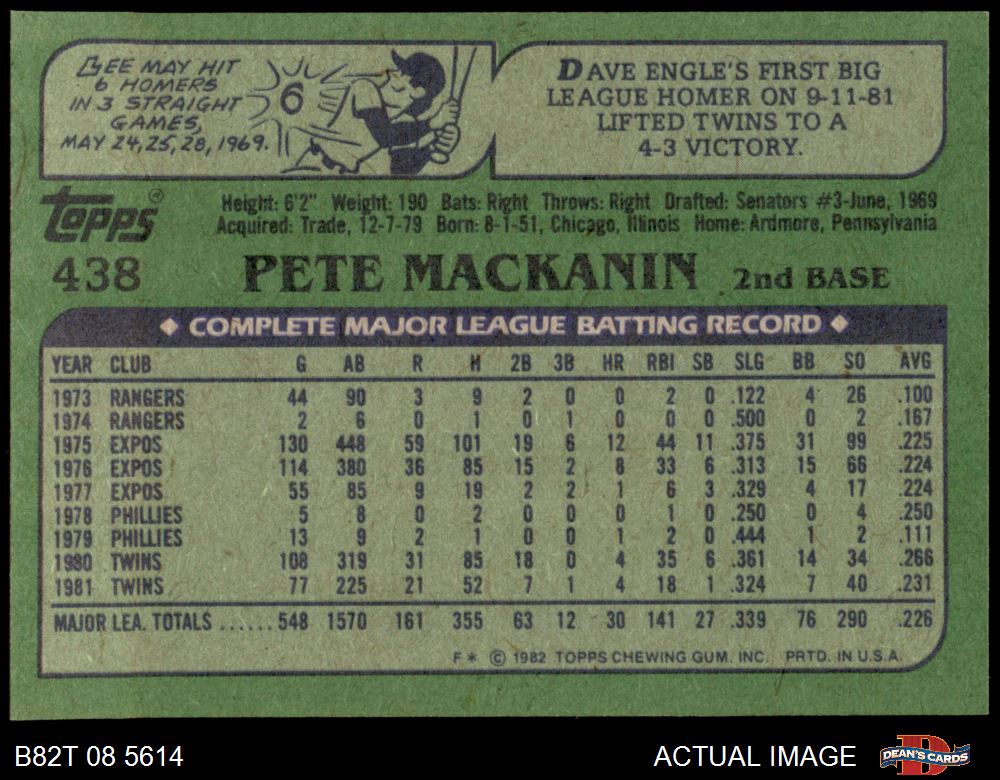 BEE MAY HIT
6 HOMERS
IN 3 STRAIGHT
GAMES,
MAY 24, 25, 28, 1969.
6
DAVE ENGLE'S FIRST BIG
LEAGUE HOMER ON 9-11-81
LIFTED TWINS TO A
4-3 VICTORY.
TOPPS®
Height: 6'2" Weight: 190 Bats: Right Throws: Right Drafted: Senators #3-June, 1969
Acquired: Trade, 12-7-79 Born: 8-1-51, Chicago, Illinois Home: Ardmore, Pennsylvania
438 PETE MACKANIN 2nd BASE
◆ COMPLETE MAJOR LEAGUE BATTING RECORD ◆
YEAR CLUB G AB R H 2B 3B HR RBI SB SLG BB SO AVG
1973 RANGERS 44 90 3 9 2 0 0 2 0 .122 4 26 .100
1974 RANGERS 2 6 0 1 0 1 0 0 0 .500 0 2 .167
1975 EXPOS 130 448 59 101 19 6 12 44 11 .375 31 99 .225
1976 EXPOS 114 380 36 85 15 2 8 33 6 .313 15 66 .224
1977 EXPOS 55 85 9 19 2 2 1 6 3 .329 4 17 .224
1978 PHILLIES 5 8 0 2 0 0 0 1 0 .250 0 4 .250
1979 PHILLIES 13 9 2 1 0 0 1 2 0 .444 1 2 .111
1980 TWINS 108 319 31 85 18 0 4 35 6 .361 14 34 .266
1981 TWINS 77 225 21 52 7 1 4 18 1 .324 7 40 .231
MAJOR LEA. TOTALS ...... 548 1570 161 355 63 12 30 141 27 .339 76 290 .226
F* © 1982 TOPPS CHEWING GUM, INC. PRTD. IN U.S.A.
B82T 08 5614 ACTUAL IMAGE DEAN'S CARDS